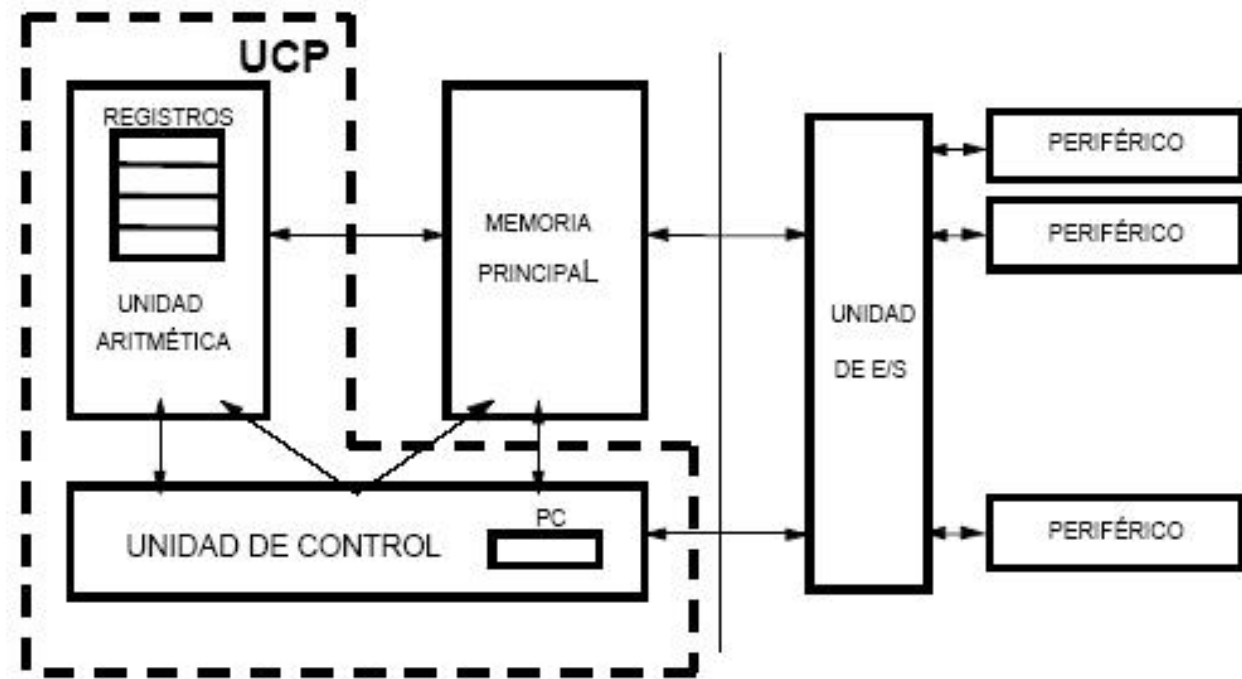 UCP
REGISTROS
UNIDAD
ARITMÉTICA
MEMORIA
PRINCIPAL
UNIDAD DE CONTROL
PC
UNIDAD
DE E/S
PERIFÉRICO
PERIFÉRICO
PERIFÉRICO